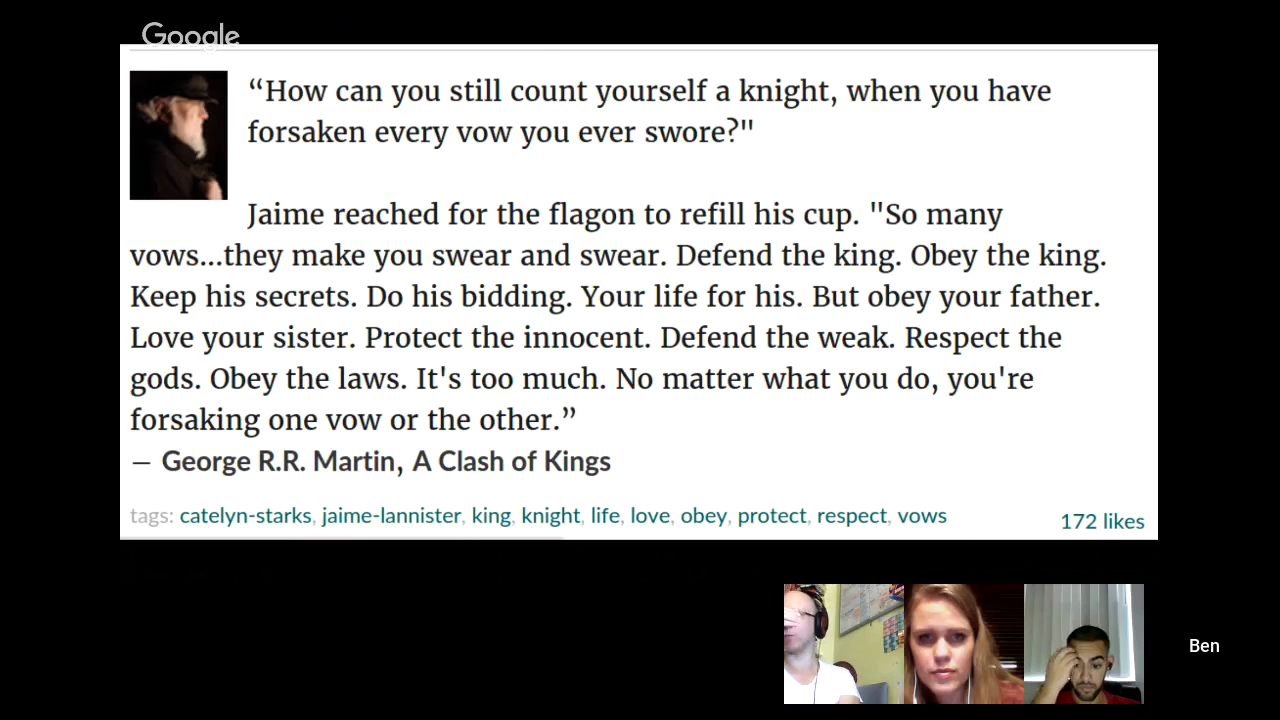 Google
“How can you still count yourself a knight, when you have
forsaken every vow you ever swore?"
Jaime reached for the flagon to refill his cup. "So many
vows...they make you swear and swear. Defend the king. Obey the king.
Keep his secrets. Do his bidding. Your life for his. But obey your father.
Love your sister. Protect the innocent. Defend the weak. Respect the
gods. Obey the laws. It's too much. No matter what you do, you're
forsaking one vow or the other.”
— George R.R. Martin, A Clash of Kings
tags: catelyn-starks, jaime-lannister, king, knight, life, love, obey, protect, respect, vows
172 likes
Ben